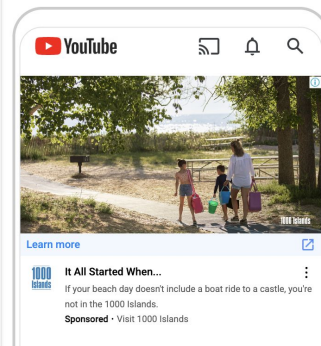 YouTube
1000 Islands
Learn more
1000
Islands
It All Started When...
If your beach day doesn't include a boat ride to a castle, you're
not in the 1000 Islands.
Sponsored · Visit 1000 Islands